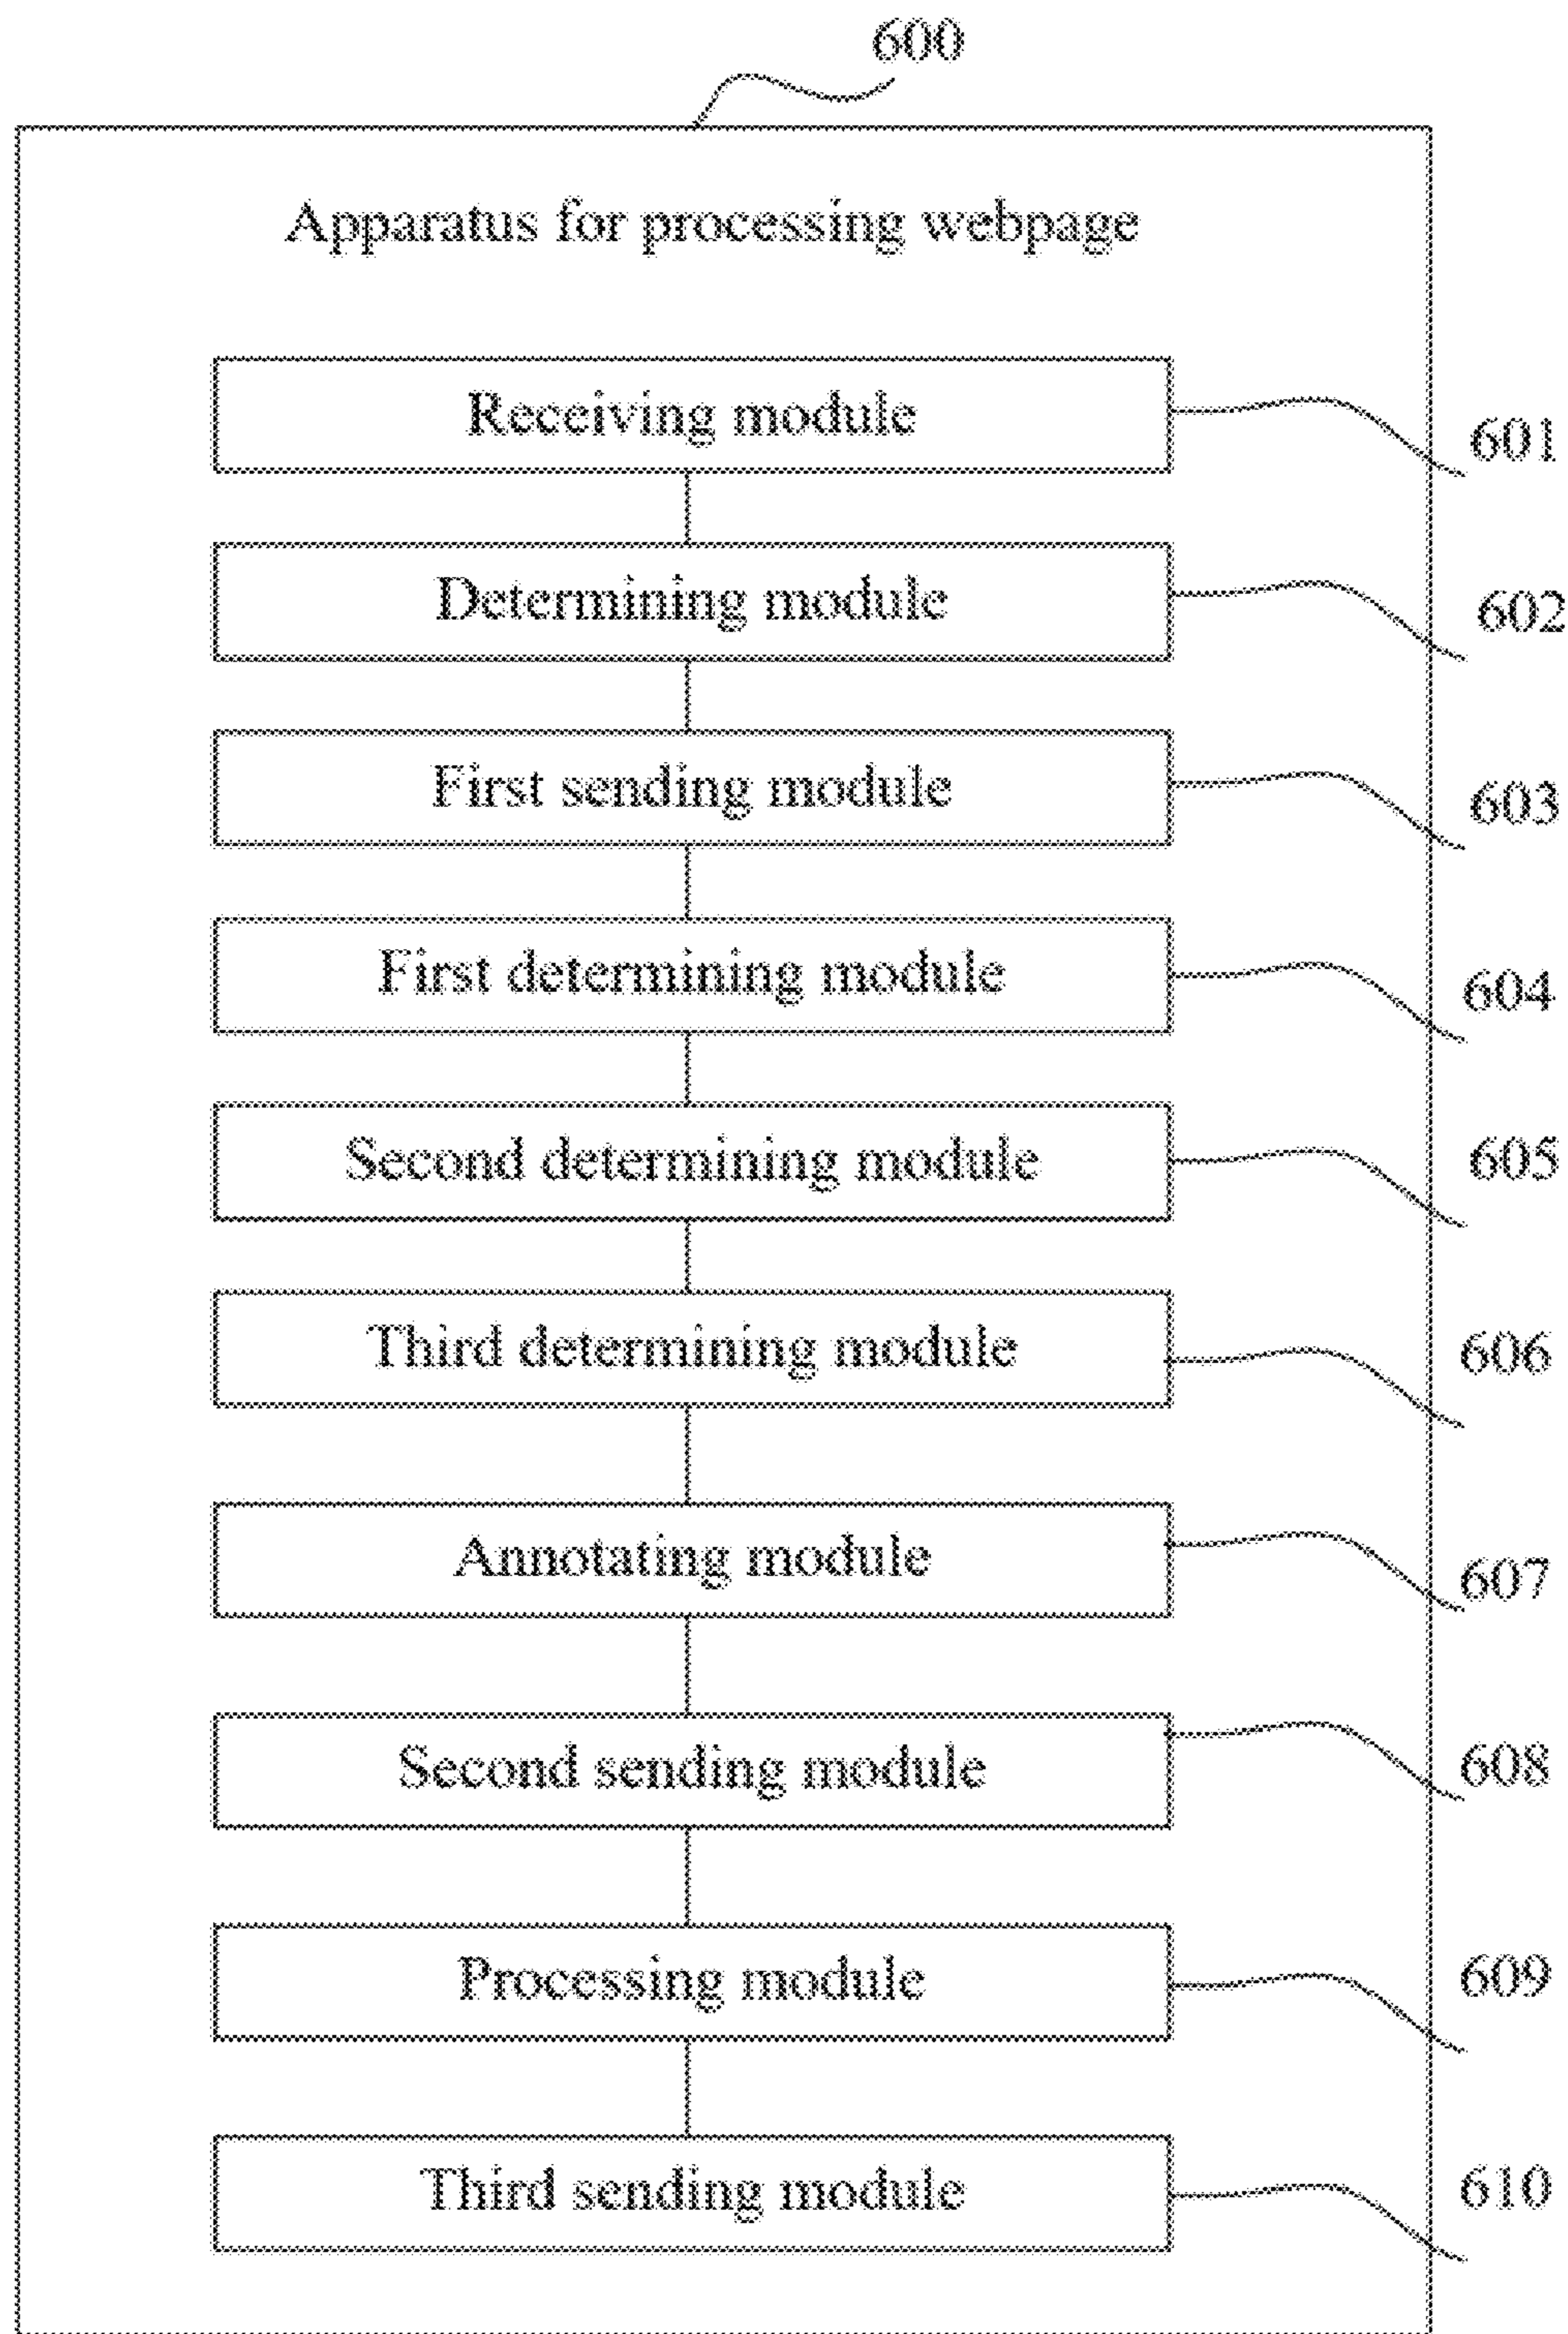 600
Apparatus for processing webpage
Receiving module
601
Determining module
602
First sending module
603
First determining module
604
Second determining module
605
Third determining module
606
Annotating module
607
Second sending module
608
Processing module
609
Third sending module
610